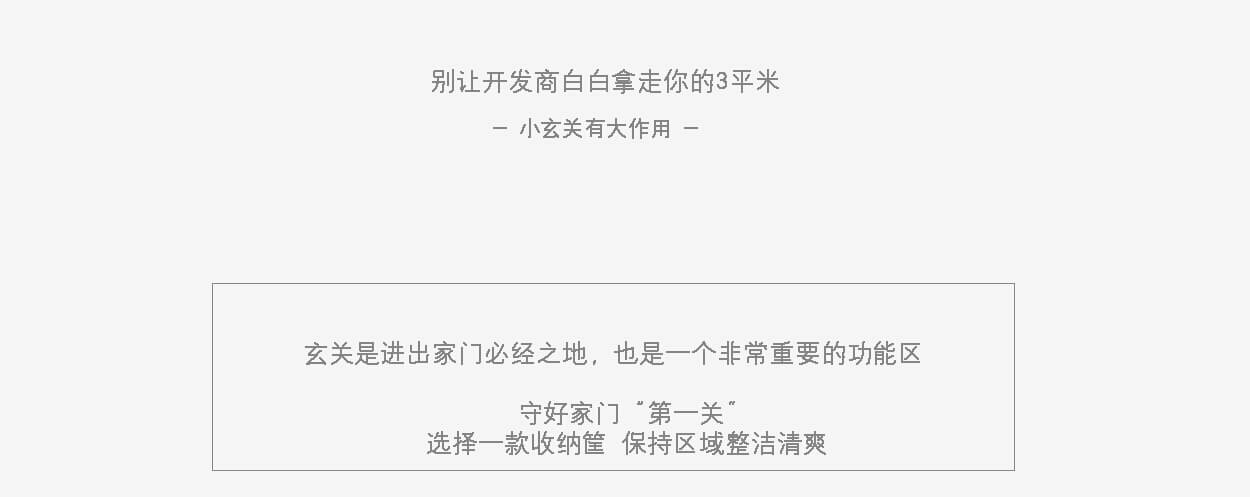 别让开发商白白拿走你的3平米
— 小玄关有大作用 —
玄关是进出家门必经之地，也是一个非常重要的功能区
守好家门 “第一关”
选择一款收纳筐 保持区域整洁清爽